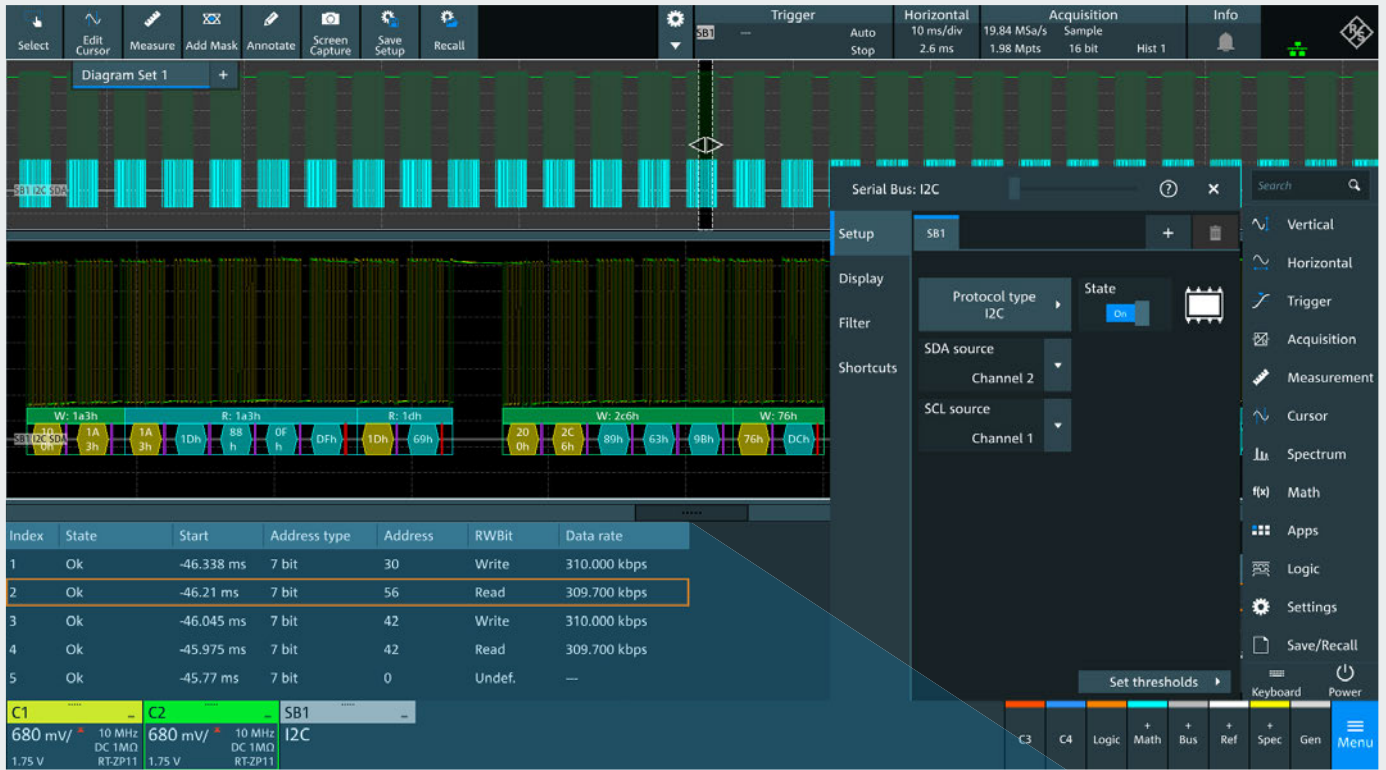 Select
Edit
Cursor
Measure
Add Mask
Annotate
Screen
Capture
Save
Setup
Recall
SB1
Trigger
Auto
Stop
Horizontal
10 ms/div
2.6 ms
Acquisition
19.84 MSa/s Sample
1.98 Mpts 16 bit Hist 1
Info
R&S
Diagram Set 1 +
SB1 I2C SDA
W: 1a3h R: 1a3h R: 1dh W: 2c6h W: 76h
SB1 I2C SDA
1A
3h
1A
3h
1Dh
88
h
0F
h
DFh
1Dh
69h
20
0h
2C
6h
89h
63h
9Bh
76h
DCh
Index State Start Address type Address RWBit Data rate
1 Ok -46.338 ms 7 bit 30 Write 310.000 kbps
2 Ok -46.21 ms 7 bit 56 Read 309.700 kbps
3 Ok -46.045 ms 7 bit 42 Write 310.000 kbps
4 Ok -45.975 ms 7 bit 42 Read 309.700 kbps
5 Ok -45.77 ms 7 bit 0 Undef. ---
Serial Bus: I2C
Setup
Display
Filter
Shortcuts
SB1 +
Protocol type
I2C
State
On
SDA source
Channel 2
SCL source
Channel 1
Set thresholds
Search
Vertical
Horizontal
Trigger
Acquisition
Measurement
Cursor
Spectrum
f(x) Math
Apps
Logic
Settings
Save/Recall
Keyboard Power
C1
680 mV/ 10 MHz
DC 1MΩ
1.75 V RT-ZP11
C2
680 mV/ 10 MHz
DC 1MΩ
1.75 V RT-ZP11
SB1
I2C
C3
C4
Logic
+
Math
+
Bus
+
Ref
+
Spec
Gen
Menu